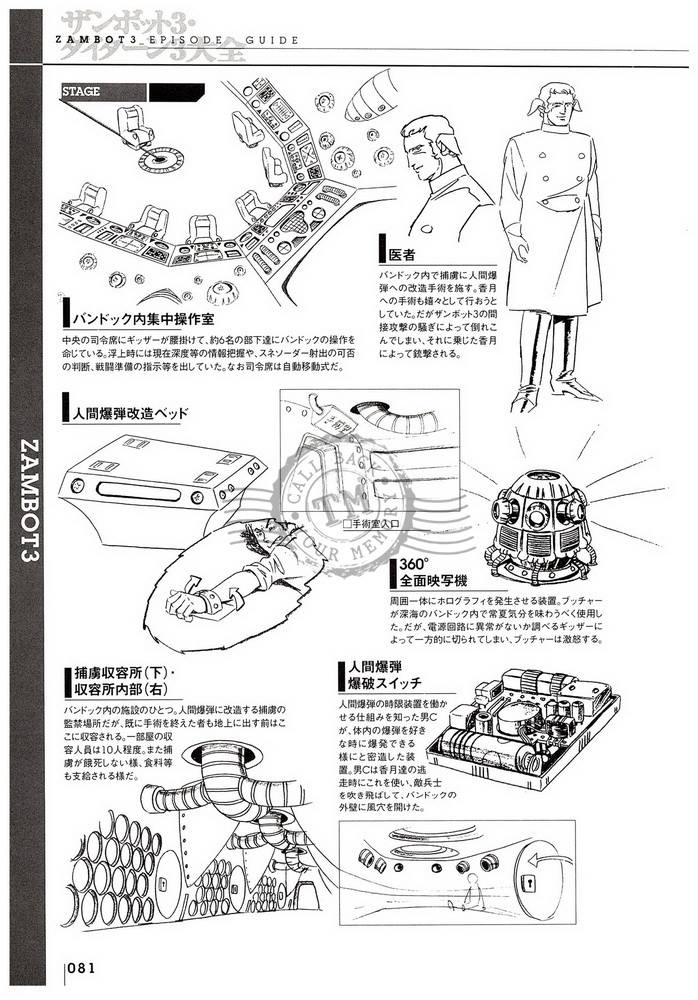 ザンボット3・
ダイターン3大全
ZAMBOT3_EPISODE GUIDE
STAGE
バンドック内集中操作室
中央の司令席にギッザーが腰掛けて、約6名の部下達にバンドックの操作を
命じている。浮上時には現在深度等の情報把握や、スネソーダー射出の可否
の判断、戦闘準備の指示等を出していた。なお司令席は自動移動式だ。
医者
バンドック内で捕虜に人間爆
弾への改造手術を施す。香月
への手術も嬉々として行おうと
していた。だがザンボット3の間
接攻撃の騒ぎによって倒れこ
んでしまい、それに乗じた香月
によって銃撃される。
人間爆弾改造ベッド
手術室
□手術室入口
CALL BACK
TM
YOUR MEMORY
360°
全面映写機
周囲一体にホログラフィを発生させる装置。ブッチャー
が深海のバンドック内で常夏気分を味わうべく使用し
た。だが、電源回路に異常がないか調べるギッザーに
よって一方的に切られてしまい、ブッチャーは激怒する。
捕虜収容所(下)・
収容所内部(右)
バンドック内の施設のひとつ。人間爆弾に改造する捕虜の
監禁場所だが、既に手術を終えた者も地上に出す前はこ
こに収容される。一部屋の収
容人員は10人程度。また捕
虜が餓死しない様、食料等
も支給される様だ。
人間爆弾
爆破スイッチ
人間爆弾の時限装置を働か
せる仕組みを知った男Cが
が、体内の爆弾を好き
な時に爆発できる
様にと密造した装
置。男Cは香月達の逃
走時にこれを使い、敵兵士
を吹き飛ばして、バンドックの
外壁に風穴を開けた。
ZAMBOT3
081